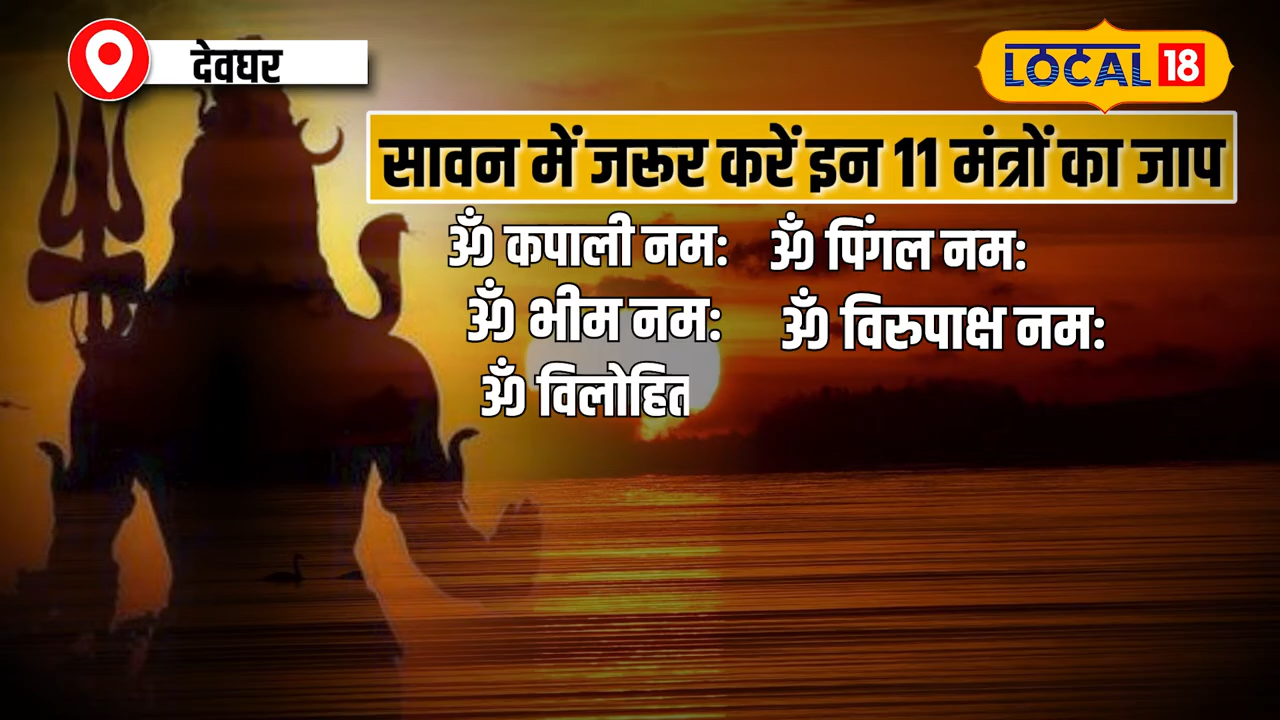 देवघर
LOCAL 18
सावन में जरूर करें इन 11 मंत्रों का जाप
ॐ कपाली नमः ॐ पिंगल नमः
ॐ भीम नमः ॐ विरुपाक्ष नमः
ॐ विलोहित